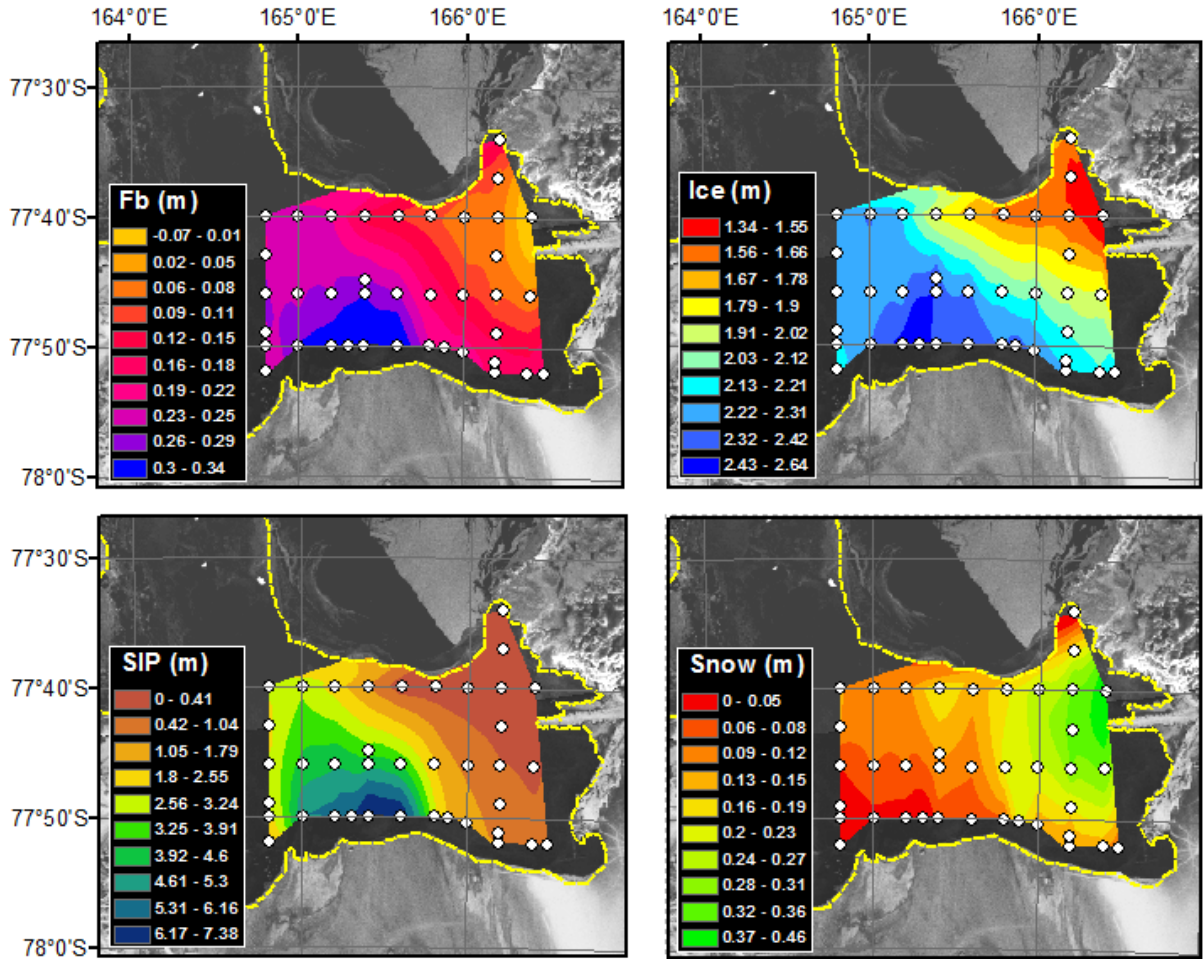 164°0'E 165°0'E 166°0'E 164°0'E 165°0'E 166°0'E
77°30'S
77°40'S
77°50'S
78°0'S
Fb (m)
-0.07 - 0.01
0.02 - 0.05
0.06 - 0.08
0.09 - 0.11
0.12 - 0.15
0.16 - 0.18
0.19 - 0.22
0.23 - 0.25
0.26 - 0.29
0.3 - 0.34
Ice (m)
1.34 - 1.55
1.56 - 1.66
1.67 - 1.78
1.79 - 1.9
1.91 - 2.02
2.03 - 2.12
2.13 - 2.21
2.22 - 2.31
2.32 - 2.42
2.43 - 2.64
77°30'S
77°40'S
77°50'S
78°0'S
SIP (m)
0 - 0.41
0.42 - 1.04
1.05 - 1.79
1.8 - 2.55
2.56 - 3.24
3.25 - 3.91
3.92 - 4.6
4.61 - 5.3
5.31 - 6.16
6.17 - 7.38
Snow (m)
0 - 0.05
0.06 - 0.08
0.09 - 0.12
0.13 - 0.15
0.16 - 0.19
0.2 - 0.23
0.24 - 0.27
0.28 - 0.31
0.32 - 0.36
0.37 - 0.46